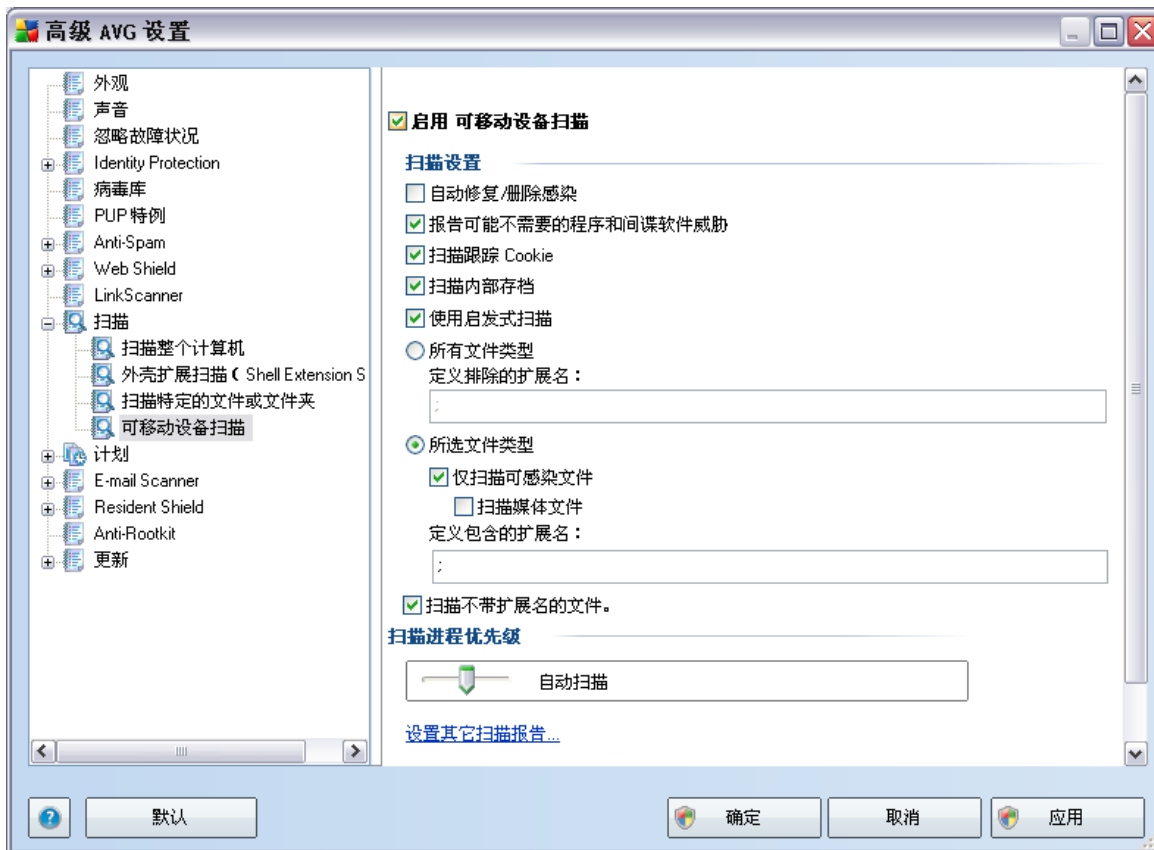 高级 AVG 设置
外观
声音
忽略故障状况
Identity Protection
病毒库
PUP 特例
Anti-Spam
Web Shield
LinkScanner
扫描
扫描整个计算机
外壳扩展扫描 ( Shell Extension S
扫描特定的文件或文件夹
可移动设备扫描
计划
E-mail Scanner
Resident Shield
Anti-Rootkit
更新
启用 可移动设备扫描
扫描设置
自动修复/删除感染
报告可能不需要的程序和间谍软件威胁
扫描跟踪 Cookie
扫描内部存档
使用启发式扫描
所有文件类型
定义排除的扩展名：
;
所选文件类型
仅扫描可感染文件
扫描媒体文件
定义包含的扩展名：
;
扫描不带扩展名的文件。
扫描进程优先级
自动扫描
设置其它扫描报告...
默认
确定
取消
应用